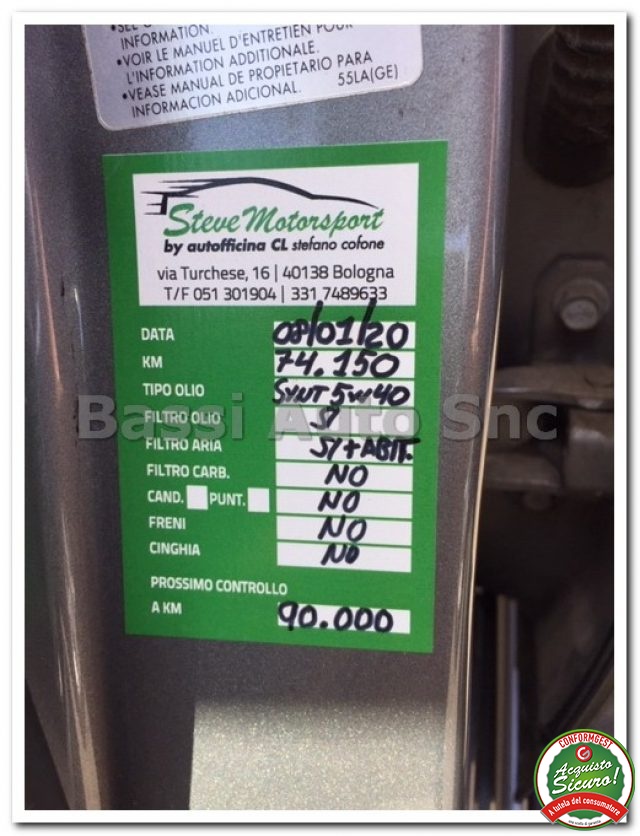 •SEE O
INFORMATION.
•VOIR LE MANUEL D'ENTRETIEN POUR
L'INFORMATION ADDITIONALE.
•VEASE MANUAL DE PROPIETARIO PARA
INFORMACION ADICIONAL. 55LA(GE)
Steve Motorsport
by autofficina CL stefano cofone
via Turchese, 16 | 40138 Bologna
T/F 051 301904 | 331 7489633
DATA 08/01/20
KM 74.150
TIPO OLIO SYNT 5W40
Bassi Auto Snc
FILTRO OLIO SI
FILTRO ARIA SI+ABIT.
FILTRO CARB. NO
CAND. PUNT. NO
FRENI NO
CINGHIA NO
PROSSIMO CONTROLLO
A KM 90.000
CONFORMGEST
Acquisto
Sicuro!
A tutela del consumatore